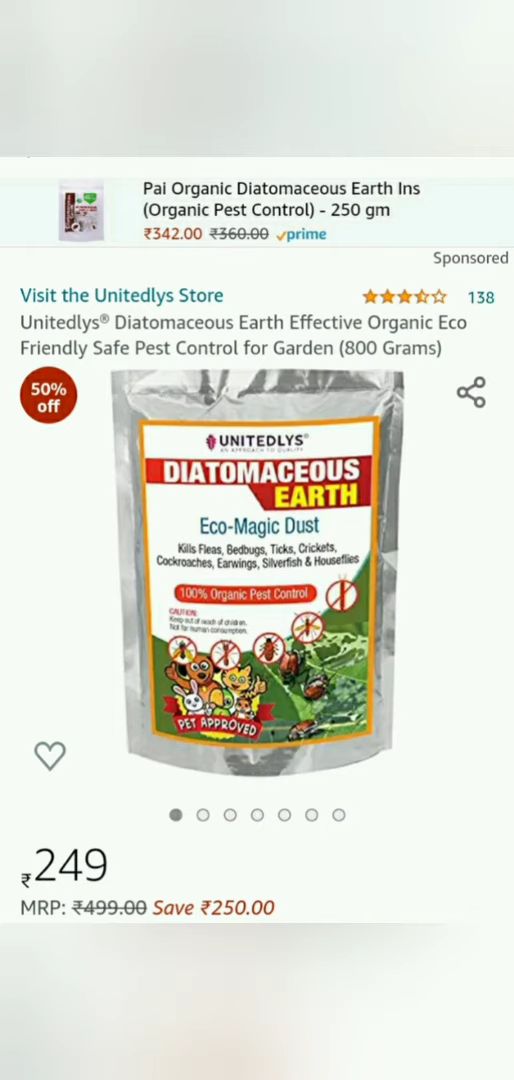 Pai Organic Diatomaceous Earth Ins
(Organic Pest Control) - 250 gm
₹342.00 ₹360.00 prime
Sponsored
Visit the Unitedlys Store 138
Unitedlys® Diatomaceous Earth Effective Organic Eco
Friendly Safe Pest Control for Garden (800 Grams)
50%
off
UNITEDLYS®
AN APPROACH TO QUALITY
DIATOMACEOUS
EARTH
Eco-Magic Dust
Kills Fleas, Bedbugs, Ticks, Crickets,
Cockroaches, Earwings, Silverfish & Houseflies
100% Organic Pest Control
CAUTION:
Keep out of reach of children.
Not for human consumption.
PET APPROVED
₹249
MRP: ₹499.00 Save ₹250.00